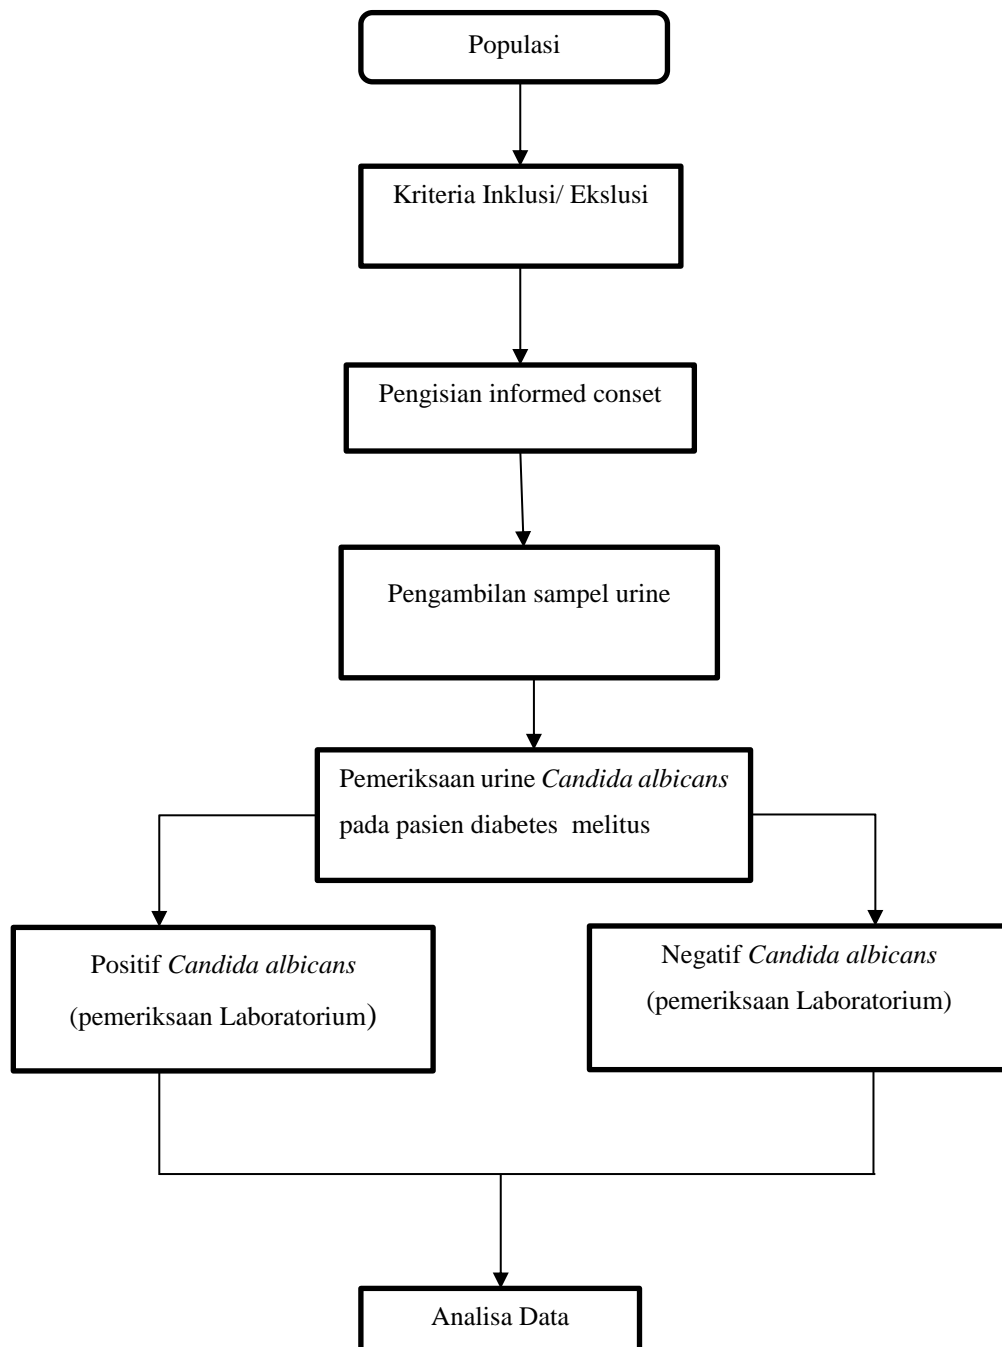 Populasi
Kriteria Inklusi/ Ekslusi
Pengisian informed conset
Pengambilan sampel urine
Pemeriksaan urine Candida albicans
pada pasien diabetes melitus
Positif Candida albicans
(pemeriksaan Laboratorium)
Negatif Candida albicans
(pemeriksaan Laboratorium)
Analisa Data